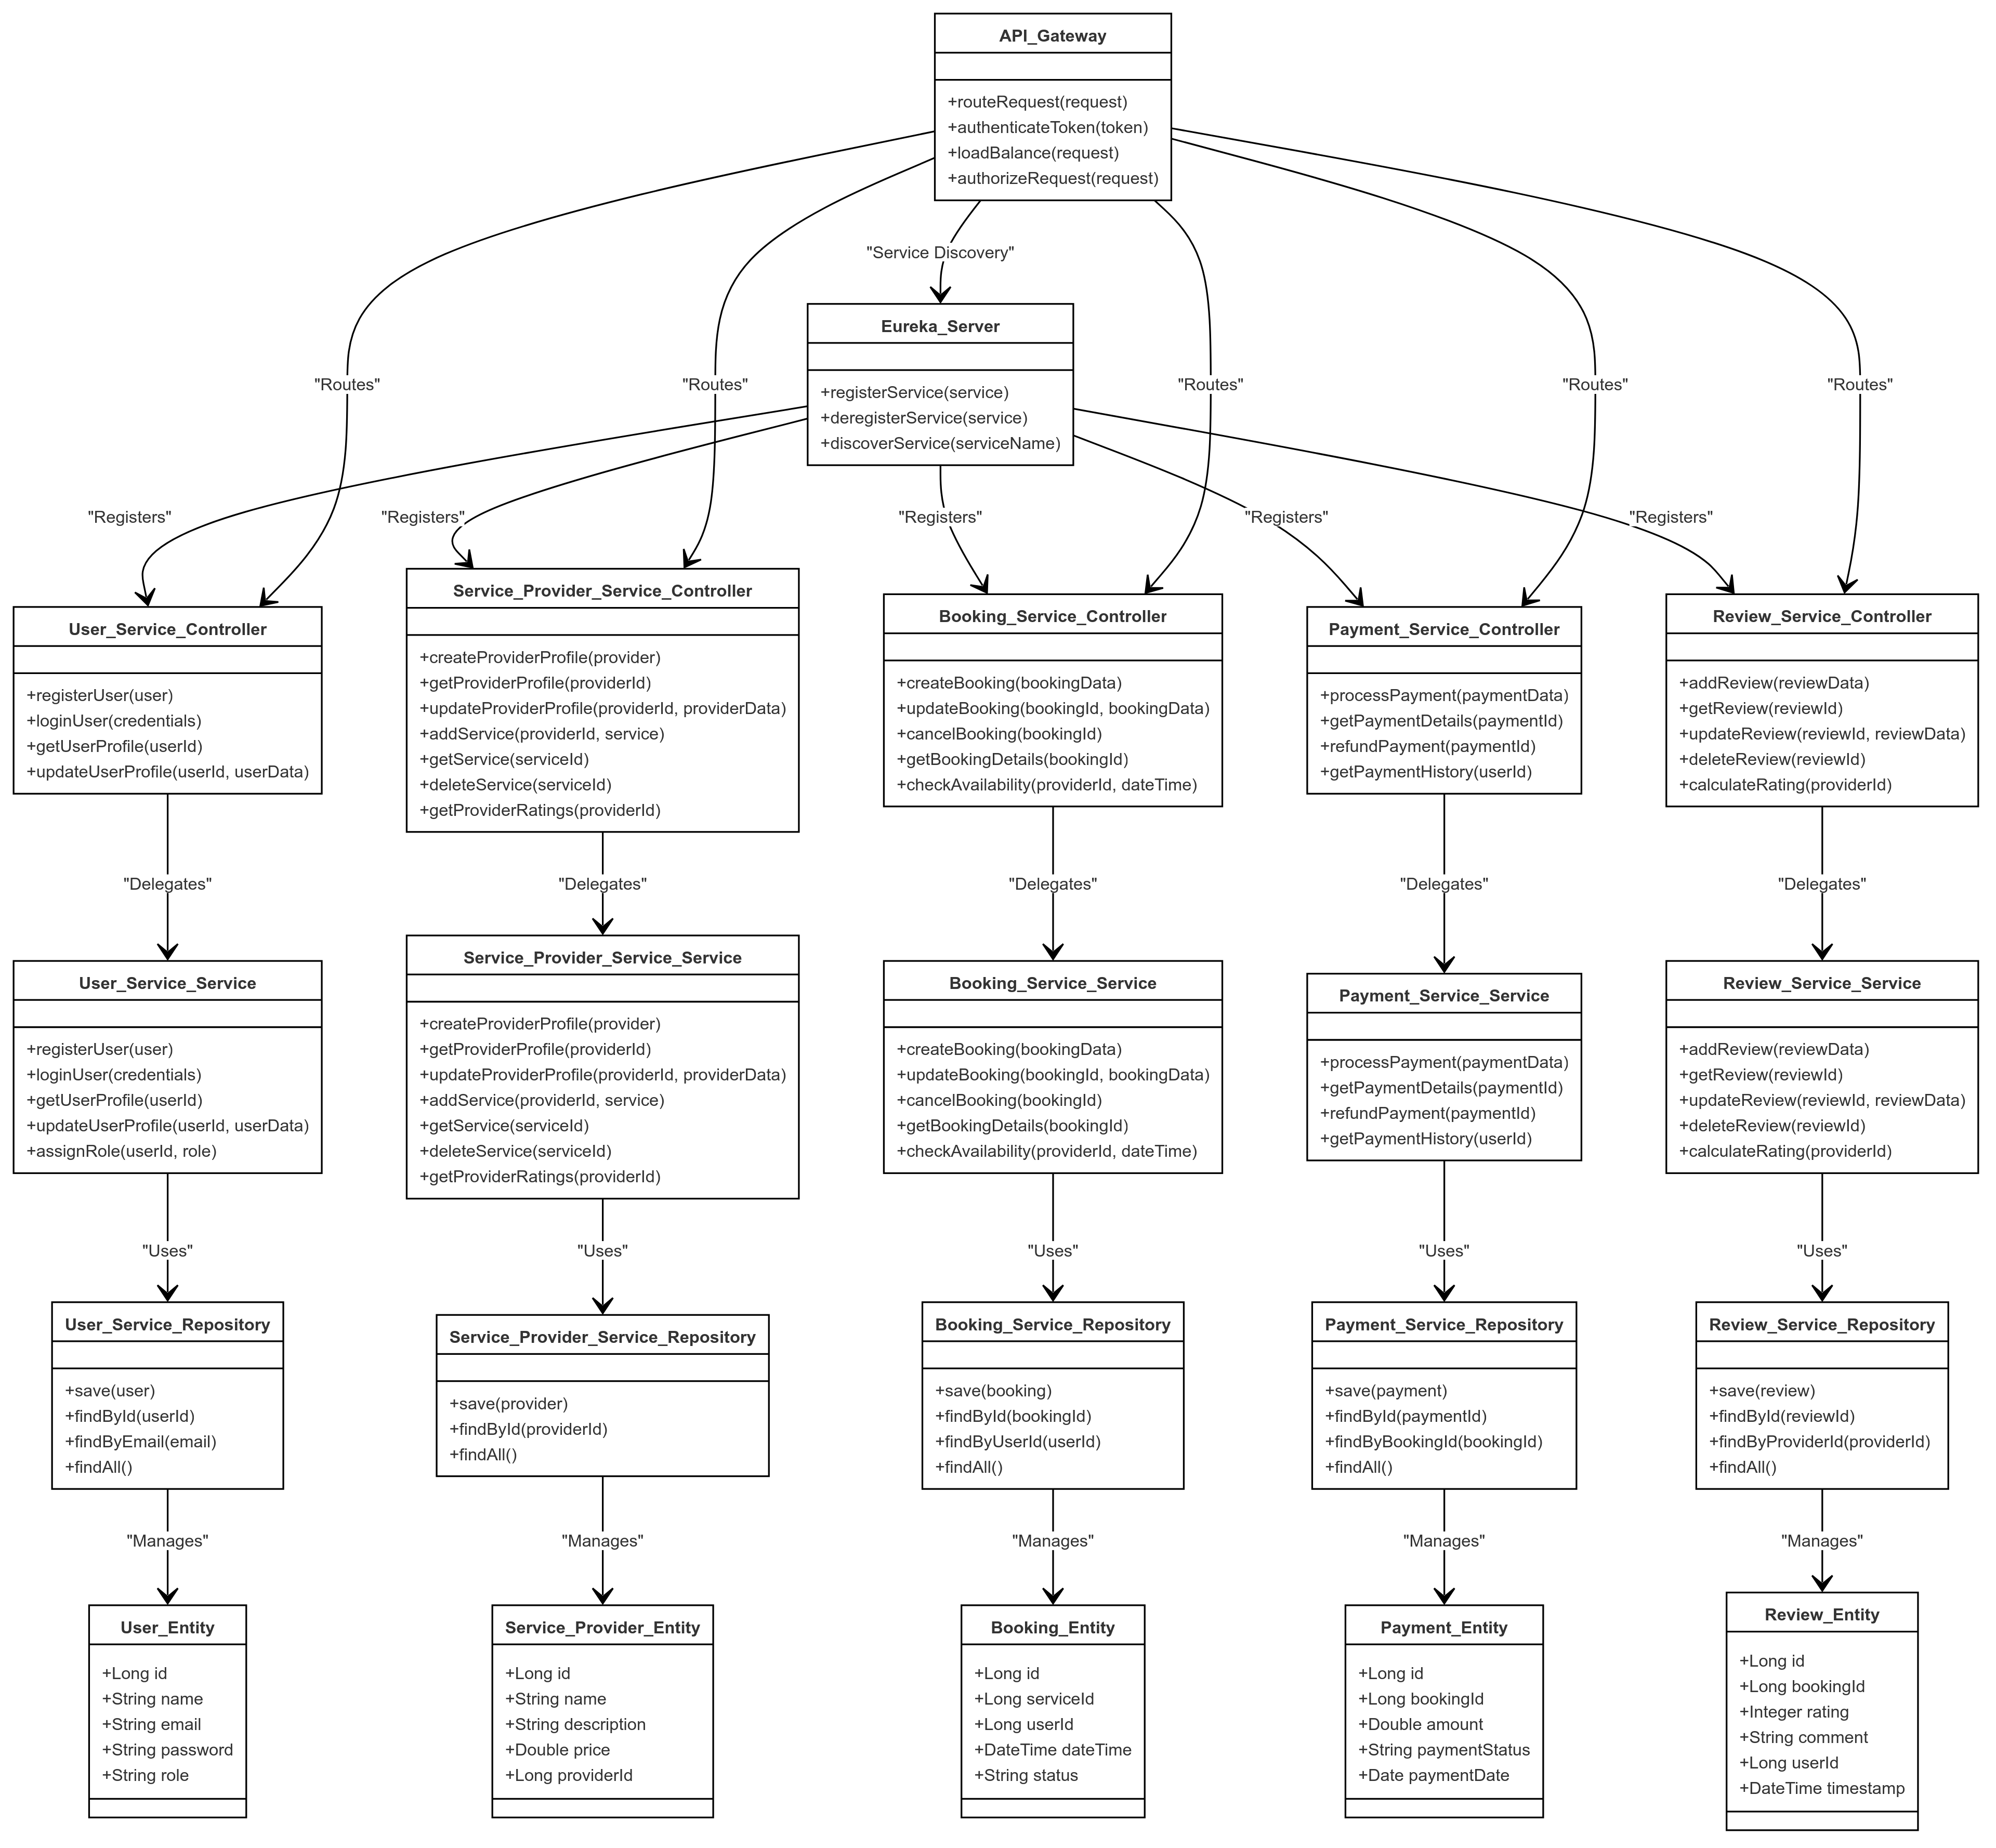 API_Gateway
+routeRequest(request)
+authenticateToken(token)
+loadBalance(request)
+authorizeRequest(request)
"Service Discovery"
Eureka_Server
+registerService(service)
+deregisterService(service)
+discoverService(serviceName)
"Routes"
"Routes"
"Routes"
"Routes"
"Routes"
"Registers"
"Registers"
"Registers"
"Registers"
"Registers"
User_Service_Controller
+registerUser(user)
+loginUser(credentials)
+getUserProfile(userId)
+updateUserProfile(userId, userData)
Service_Provider_Service_Controller
+createProviderProfile(provider)
+getProviderProfile(providerId)
+updateProviderProfile(providerId, providerData)
+addService(providerId, service)
+getService(serviceId)
+deleteService(serviceId)
+getProviderRatings(providerId)
Booking_Service_Controller
+createBooking(bookingData)
+updateBooking(bookingId, bookingData)
+cancelBooking(bookingId)
+getBookingDetails(bookingId)
+checkAvailability(providerId, dateTime)
Payment_Service_Controller
+processPayment(paymentData)
+getPaymentDetails(paymentId)
+refundPayment(paymentId)
+getPaymentHistory(userId)
Review_Service_Controller
+addReview(reviewData)
+getReview(reviewId)
+updateReview(reviewId, reviewData)
+deleteReview(reviewId)
+calculateRating(providerId)
"Delegates"
"Delegates"
"Delegates"
"Delegates"
"Delegates"
User_Service_Service
+registerUser(user)
+loginUser(credentials)
+getUserProfile(userId)
+updateUserProfile(userId, userData)
+assignRole(userId, role)
Service_Provider_Service_Service
+createProviderProfile(provider)
+getProviderProfile(providerId)
+updateProviderProfile(providerId, providerData)
+addService(providerId, service)
+getService(serviceId)
+deleteService(serviceId)
+getProviderRatings(providerId)
Booking_Service_Service
+createBooking(bookingData)
+updateBooking(bookingId, bookingData)
+cancelBooking(bookingId)
+getBookingDetails(bookingId)
+checkAvailability(providerId, dateTime)
Payment_Service_Service
+processPayment(paymentData)
+getPaymentDetails(paymentId)
+refundPayment(paymentId)
+getPaymentHistory(userId)
Review_Service_Service
+addReview(reviewData)
+getReview(reviewId)
+updateReview(reviewId, reviewData)
+deleteReview(reviewId)
+calculateRating(providerId)
"Uses"
"Uses"
"Uses"
"Uses"
"Uses"
User_Service_Repository
+save(user)
+findById(userId)
+findByEmail(email)
+findAll()
Service_Provider_Service_Repository
+save(provider)
+findById(providerId)
+findAll()
Booking_Service_Repository
+save(booking)
+findById(bookingId)
+findByUserId(userId)
+findAll()
Payment_Service_Repository
+save(payment)
+findById(paymentId)
+findByBookingId(bookingId)
+findAll()
Review_Service_Repository
+save(review)
+findById(reviewId)
+findByProviderId(providerId)
+findAll()
"Manages"
"Manages"
"Manages"
"Manages"
"Manages"
User_Entity
+Long id
+String name
+String email
+String password
+String role
Service_Provider_Entity
+Long id
+String name
+String description
+Double price
+Long providerId
Booking_Entity
+Long id
+Long serviceId
+Long userId
+DateTime dateTime
+String status
Payment_Entity
+Long id
+Long bookingId
+Double amount
+String paymentStatus
+Date paymentDate
Review_Entity
+Long id
+Long bookingId
+Integer rating
+String comment
+Long userId
+DateTime timestamp